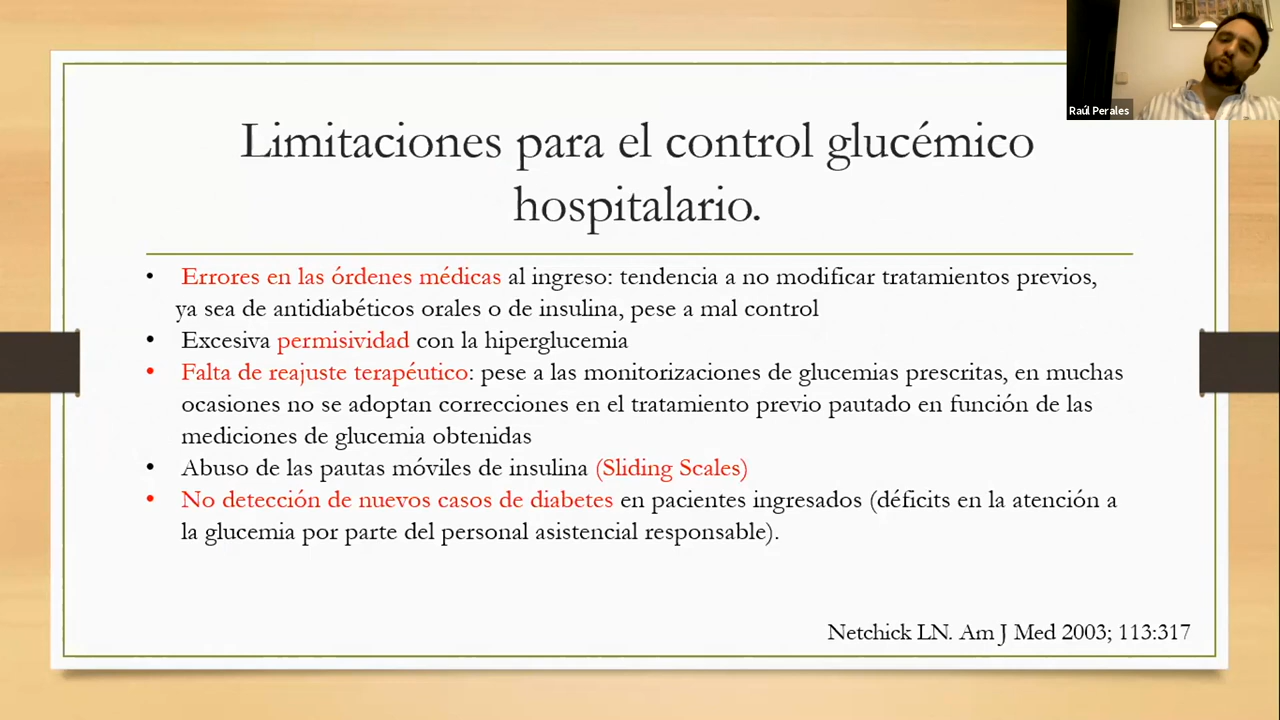 Raúl Perales
Limitaciones para el control glucémico
hospitalario.
• Errores en las órdenes médicas al ingreso: tendencia a no modificar tratamientos previos,
ya sea de antidiabéticos orales o de insulina, pese a mal control
• Excesiva permisividad con la hiperglucemia
• Falta de reajuste terapéutico: pese a las monitorizaciones de glucemias prescritas, en muchas
ocasiones no se adoptan correcciones en el tratamiento previo pautado en función de las
mediciones de glucemia obtenidas
• Abuso de las pautas móviles de insulina (Sliding Scales)
• No detección de nuevos casos de diabetes en pacientes ingresados (déficits en la atención a
la glucemia por parte del personal asistencial responsable).
Netchick LN. Am J Med 2003; 113:317